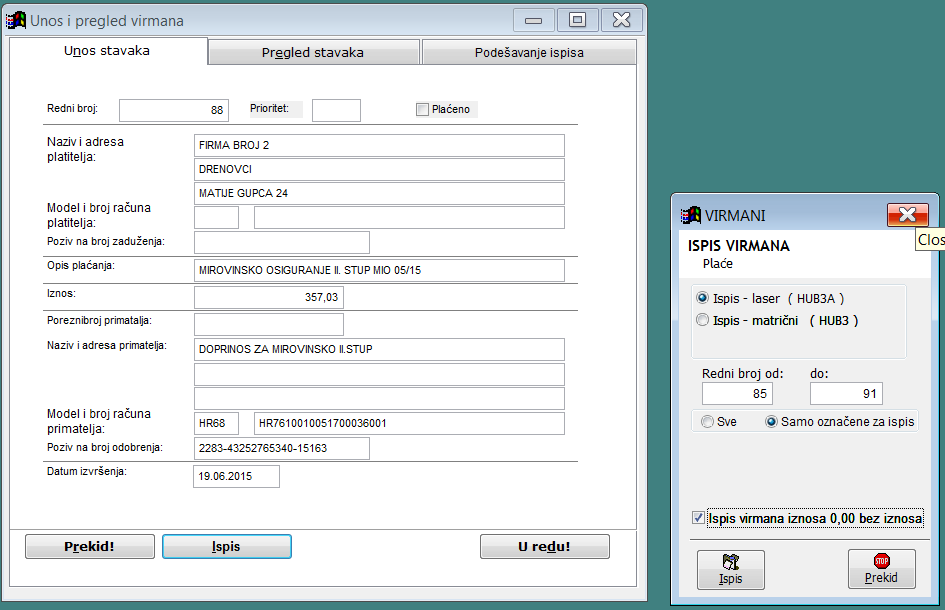 Unos i pregled virmana
Unos stavaka
Pregled stavaka
Podešavanje ispisa
Redni broj:
88
Prioritet:
Plaćeno
Naziv i adresa
platitelja:
FIRMA BROJ 2
DRENOVCI
MATIJE GUPCA 24
Model i broj računa
platitelja:
Poziv na broj zaduženja:
Opis plaćanja:
MIROVINSKO OSIGURANJE II. STUP MIO 05/15
Iznos:
357,03
Poreznibroj primatalja:
Naziv i adresa primatelja:
DOPRINOS ZA MIROVINSKO II.STUP
Model i broj računa
primatelja:
HR68
HR7610010051700036001
Poziv na broj odobrenja:
2283-43252765340-15163
Datum izvršenja:
19.06.2015
Prekid!
Ispis
U redu!
VIRMANI
Clos
ISPIS VIRMANA
Plaće
Ispis - laser ( HUB3A )
Ispis - matrični ( HUB3 )
Redni broj od:
do:
85
91
Sve
Samo označene za ispis
Ispis virmana iznosa 0,00 bez iznosa
Ispis
STOP
Prekid